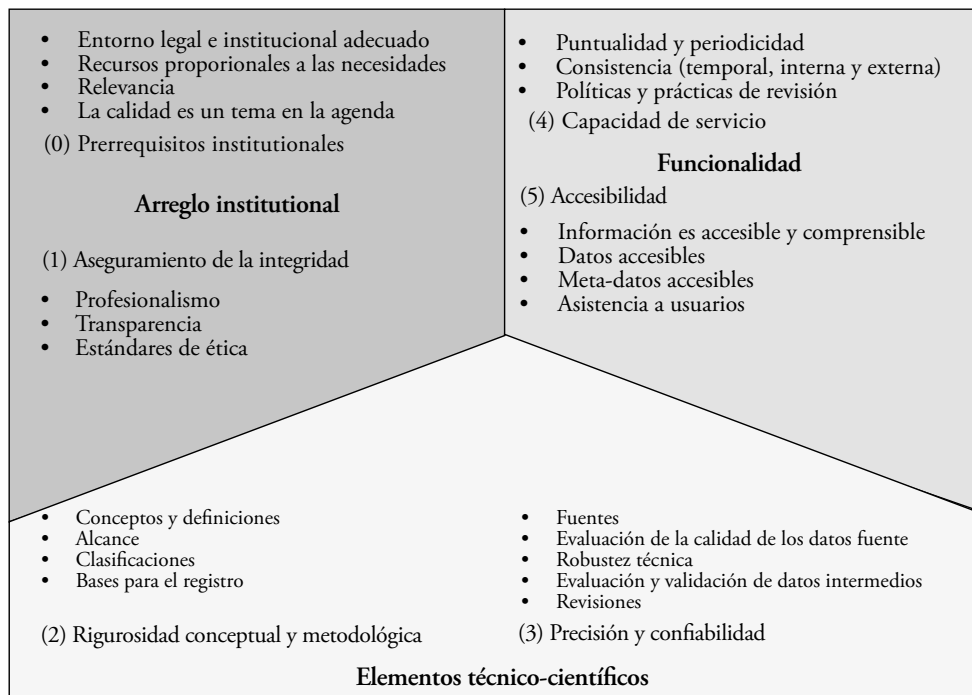 • Entorno legal e institucional adecuado
• Recursos proporionales a las necesidades
• Relevancia
• La calidad es un tema en la agenda
(0) Prerrequisitos institutionales
Arreglo institutional
(1) Aseguramiento de la integridad
• Profesionalismo
• Transparencia
• Estándares de ética
• Puntualidad y periodicidad
• Consistencia (temporal, interna y externa)
• Políticas y prácticas de revisión
(4) Capacidad de servicio
Funcionalidad
(5) Accesibilidad
• Información es accesible y comprensible
• Datos accesibles
• Meta-datos accesibles
• Asistencia a usuarios
• Conceptos y definiciones
• Alcance
• Clasificaciones
• Bases para el registro
(2) Rigurosidad conceptual y metodológica
• Fuentes
• Evaluación de la calidad de los datos fuente
• Robustez técnica
• Evaluación y validación de datos intermedios
• Revisiones
(3) Precisión y confiabilidad
Elementos técnico-científicos